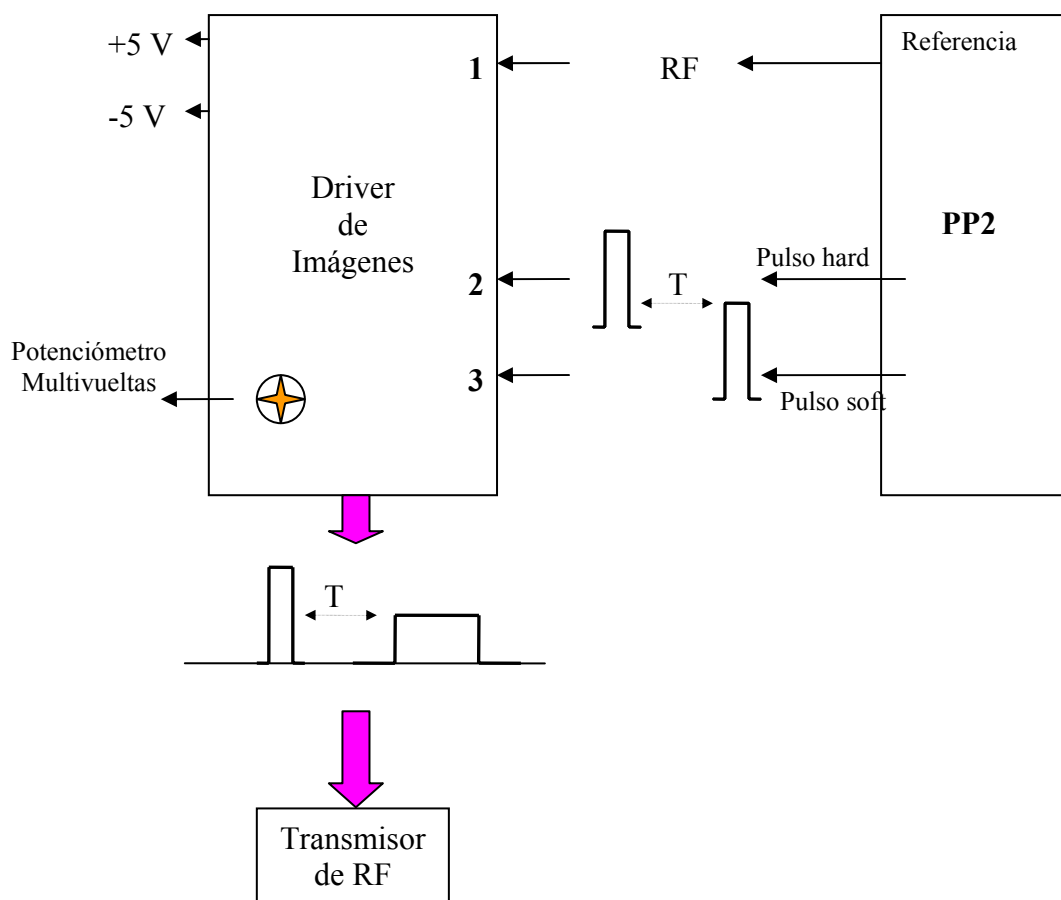 +5 V
-5 V
1
RF
Referencia
Driver
de
Imágenes
2
T
Pulso hard
PP2
3
Pulso soft
Potenciómetro
Multivueltas
T
Transmisor
de RF